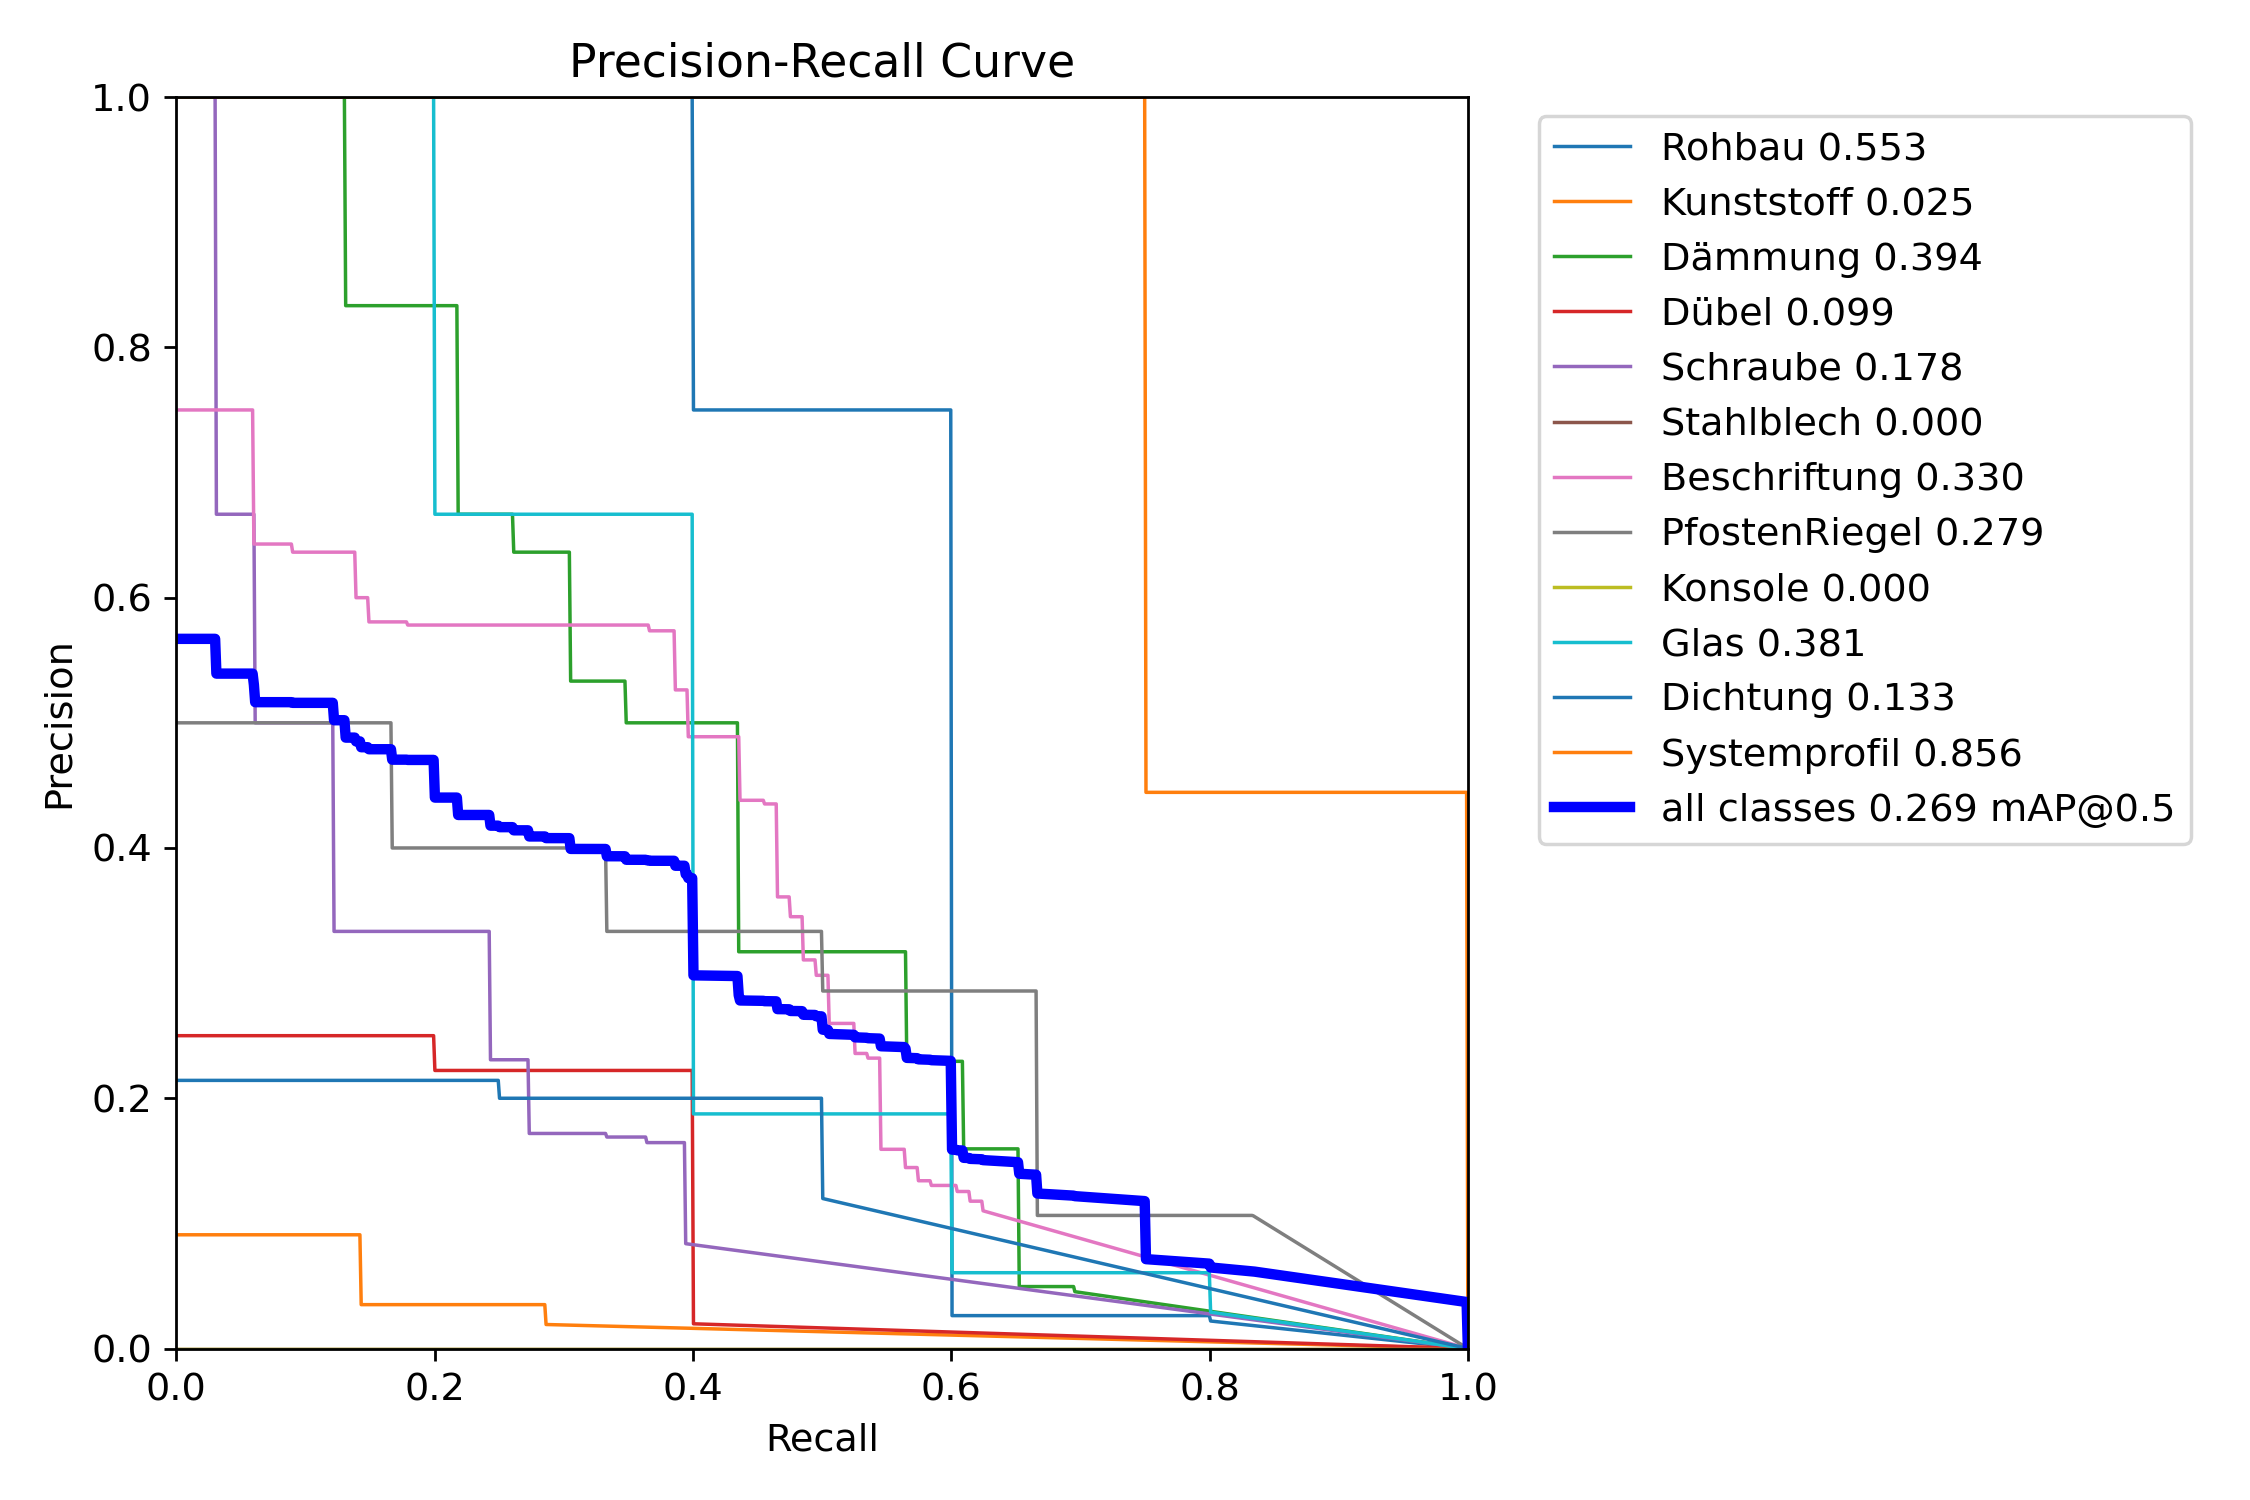 Precision-Recall Curve
1.0
0.8
0.6
0.4
0.2
0.0
Precision
0.0 0.2 0.4 0.6 0.8 1.0
Recall
Rohbau 0.553
Kunststoff 0.025
Dämmung 0.394
Dübel 0.099
Schraube 0.178
Stahlblech 0.000
Beschriftung 0.330
PfostenRiegel 0.279
Konsole 0.000
Glas 0.381
Dichtung 0.133
Systemprofil 0.856
all classes 0.269 mAP@0.5